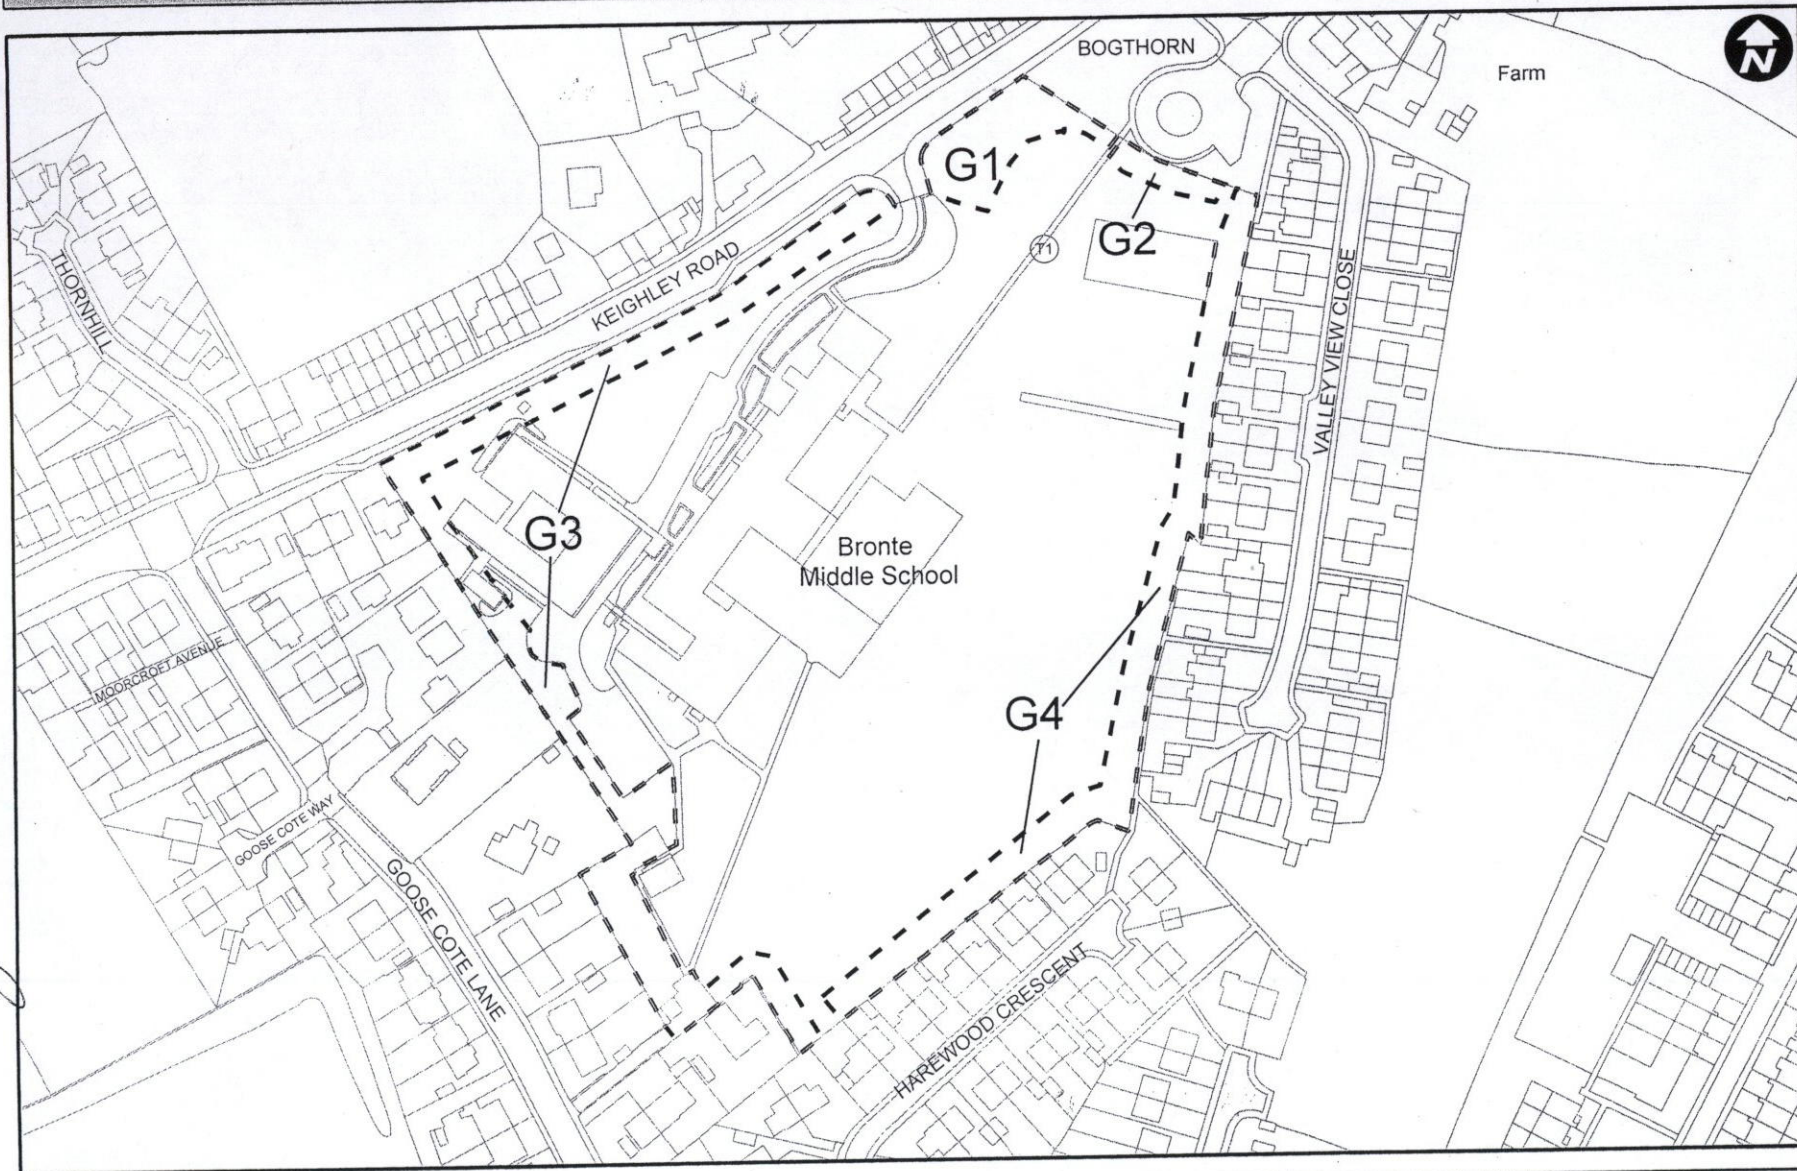 BOGTHORN
Farm
N
G1
THORNHILL
KEIGHLEY ROAD
T1
G2
VALLEY VIEW CLOSE
G3
Bronte
Middle School
MOORCROFT AVENUE
G4
GOOSE COTE WAY
GOOSE COTE LANE
HAREWOOD CRESCENT